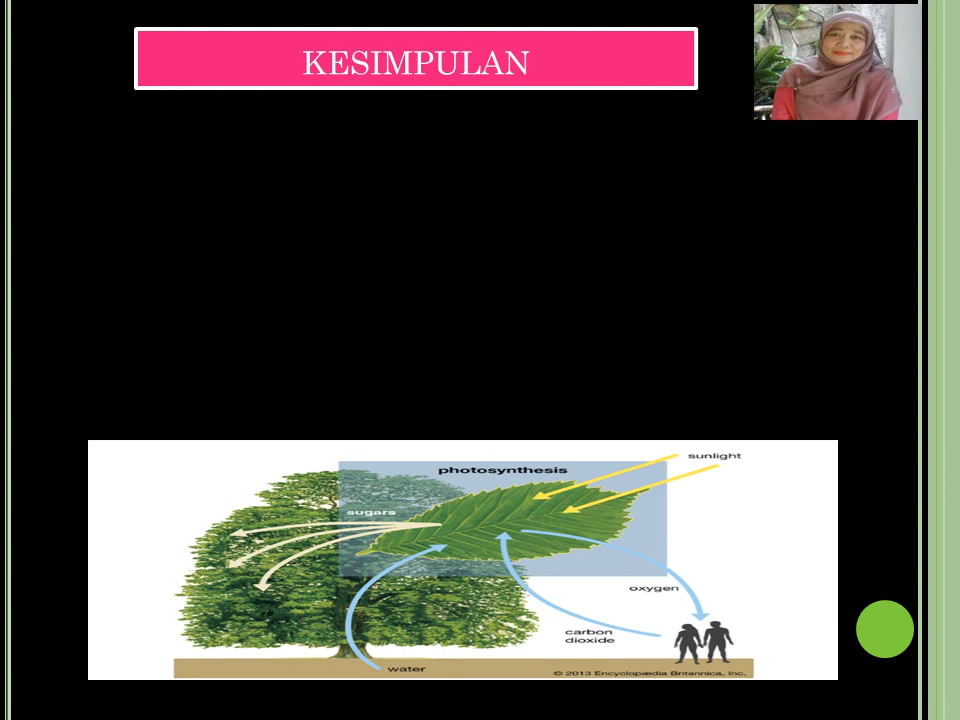 KESIMPULAN
sunlight
photosynthesis
sugars
oxygen
carbon
dioxide
water
© 2013 Encyclopædia Britannica, Inc.